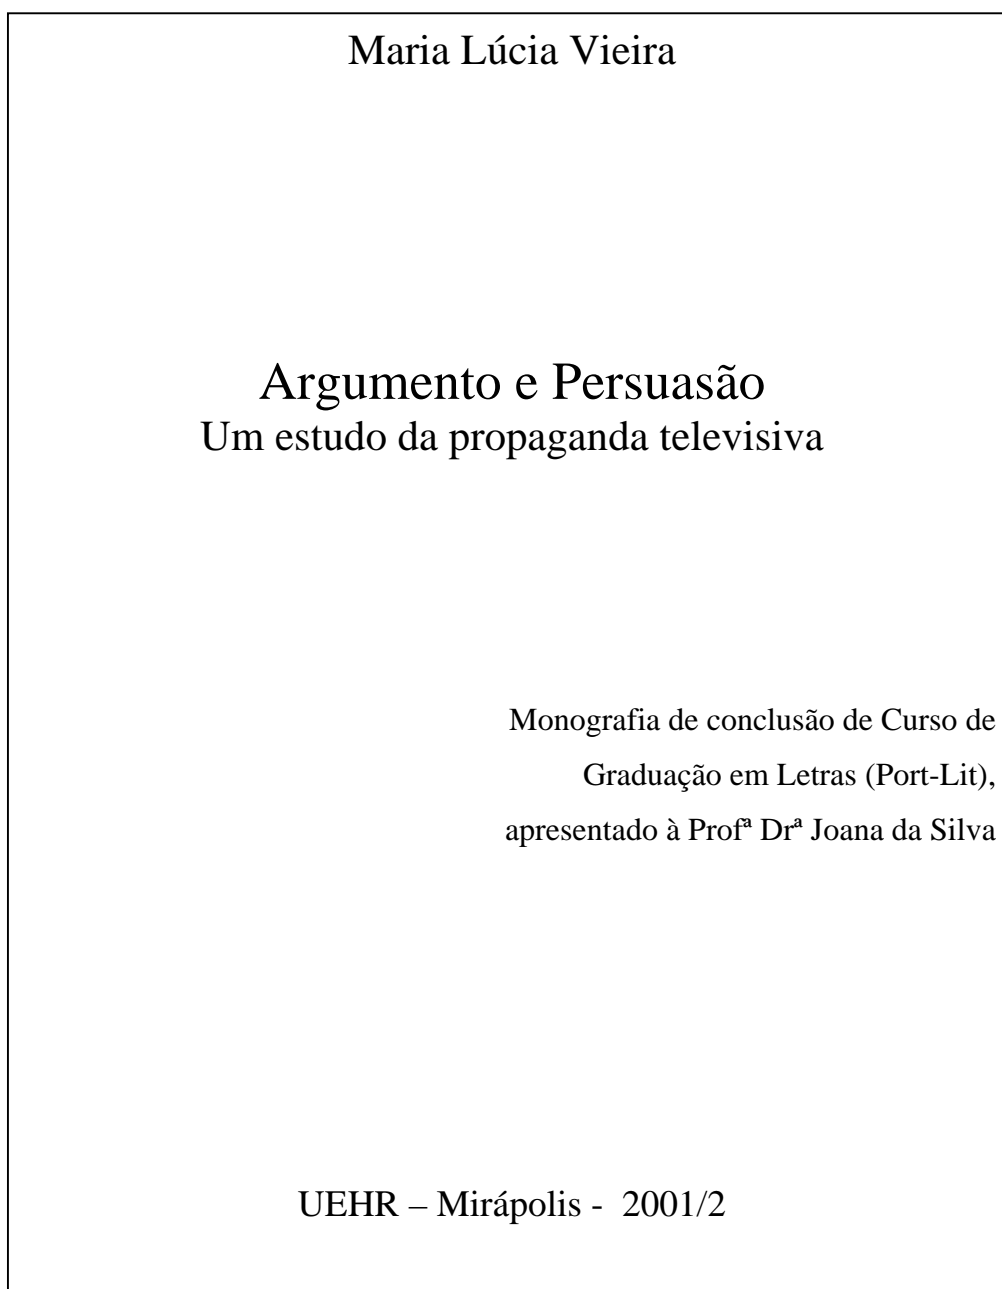 Maria Lúcia Vieira
Argumento e Persuasão
Um estudo da propaganda televisiva
Monografia de conclusão de Curso de
Graduação em Letras (Port-Lit),
apresentado à Profª Drª Joana da Silva
UEHR – Mirápolis - 2001/2